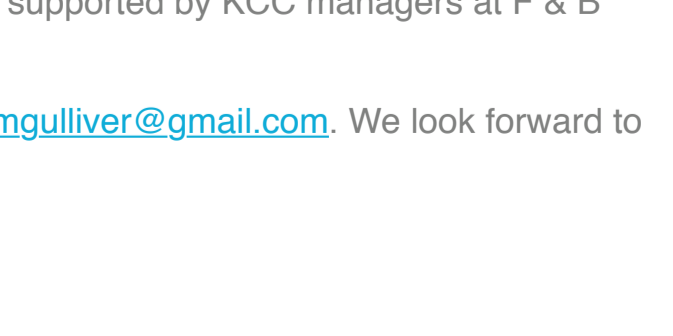 supported by KCC managers at F & B
mgulliver@gmail.com. We look forward to